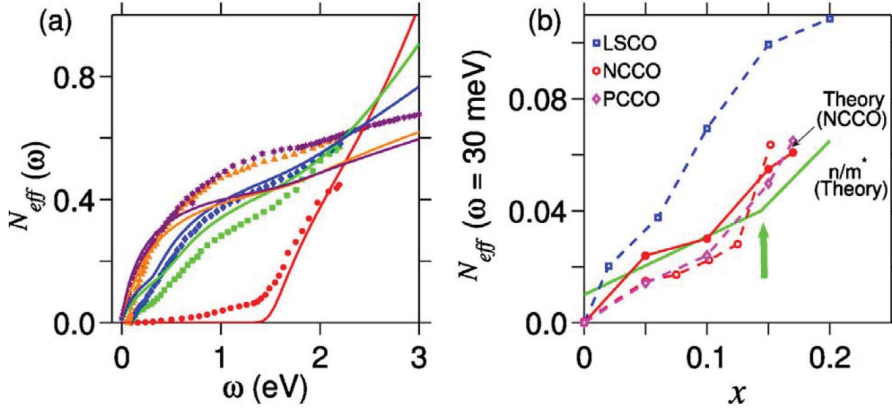 (a)
0.8
0.4
0.0
N_eff (ω)
0 1 2 3
ω (eV)
(b)
0.08
0.04
0.00
N_eff (ω = 30 meV)
LSCO
NCCO
PCCO
Theory
(NCCO)
n/m*
(Theory)
0 0.1 0.2
x